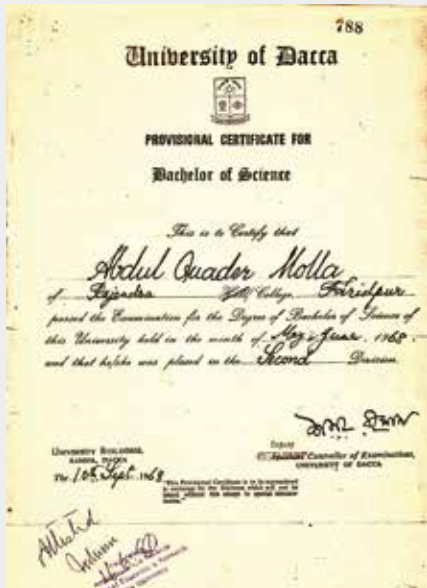 788
University of Dacca
PROVISIONAL CERTIFICATE FOR
Bachelor of Science
This is to Certify that
Abdul Quader Molla
of Rajendra Hall/College, Faridpur
passed the Examination for the Degree of Bachelor of Science of
this University held in the month of May-June 1968
and that he/she was placed in the Second Division.
Deputy
Controller of Examinations,
UNIVERSITY BUILDINGS,
RAMNA, DACCA
UNIVERSITY OF DACCA
The 10th Sept. 1968
Attested